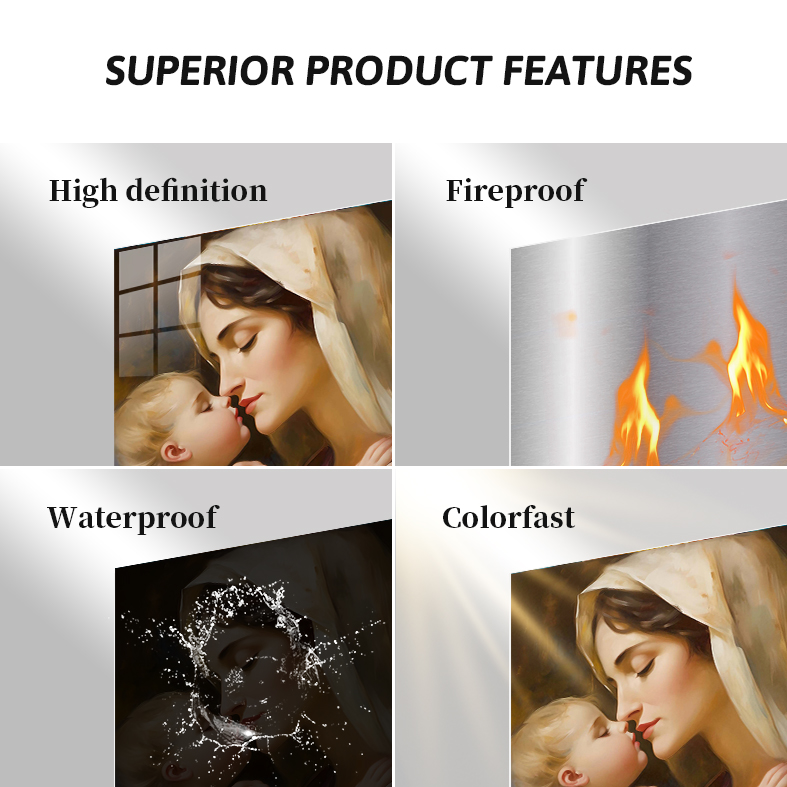 SUPERIOR PRODUCT FEATURES
High definition
Fireproof
Waterproof
Colorfast